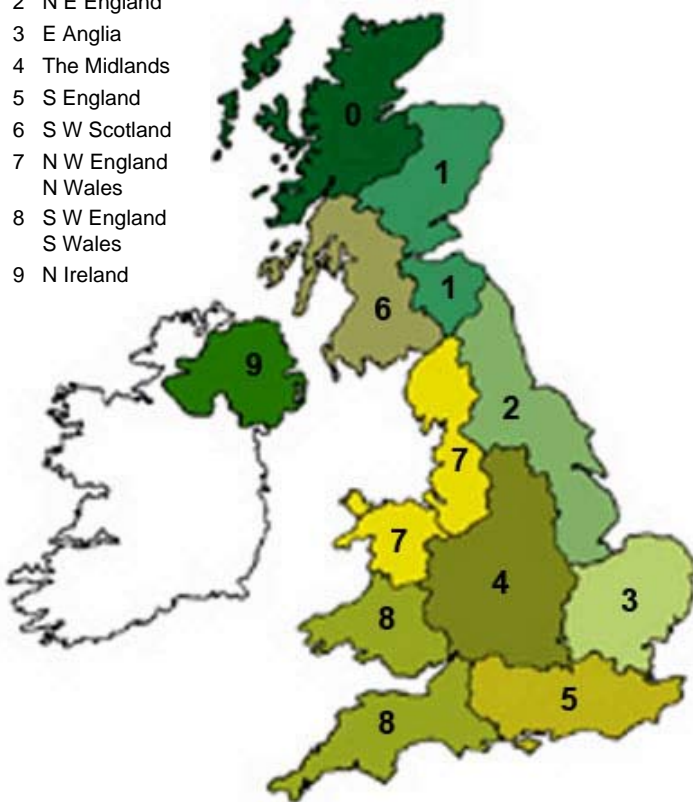 2 N E England
3 E Anglia
4 The Midlands
5 S England
6 S W Scotland
7 N W England
N Wales
8 S W England
S Wales
9 N Ireland
0
1
1
6
9
2
7
7
4
3
8
5
8